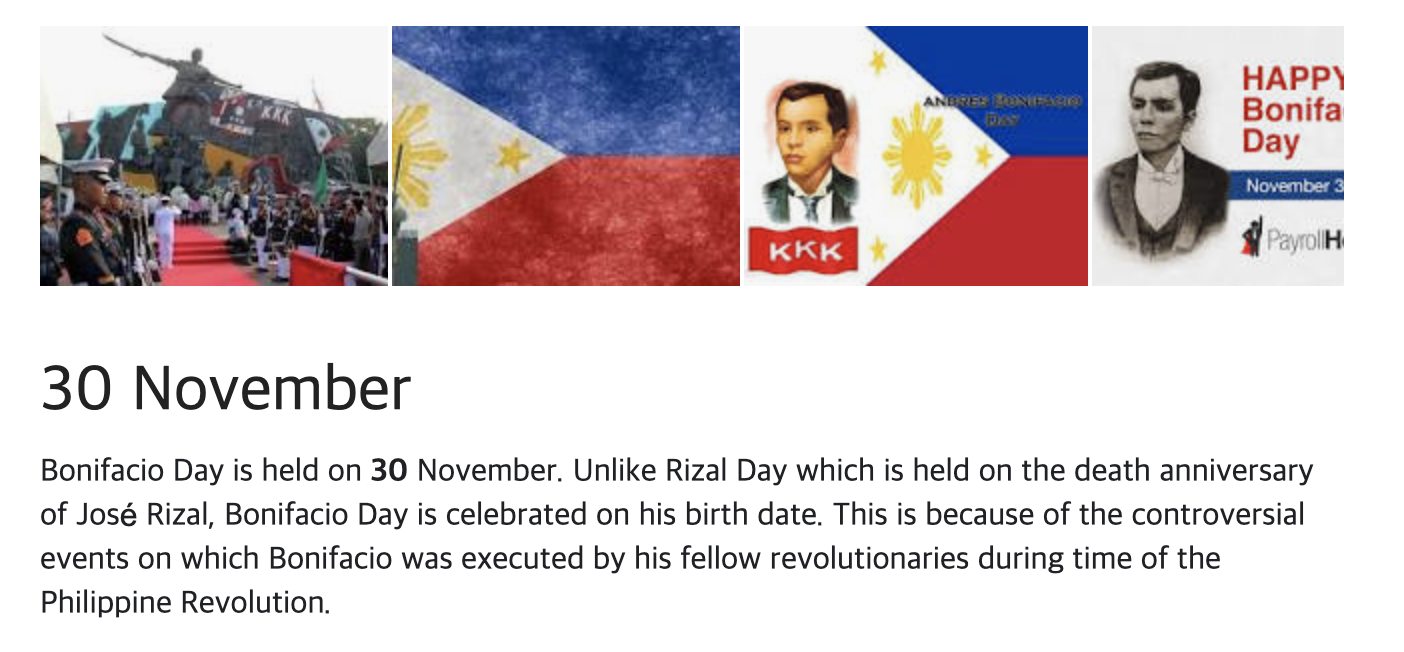 KKK
ANDRES BONIFACIO
DAY
KKK
HAPPY
Bonifa
Day
November 3
PayrollH
30 November
Bonifacio Day is held on 30 November. Unlike Rizal Day which is held on the death anniversary
of José Rizal, Bonifacio Day is celebrated on his birth date. This is because of the controversial
events on which Bonifacio was executed by his fellow revolutionaries during time of the
Philippine Revolution.